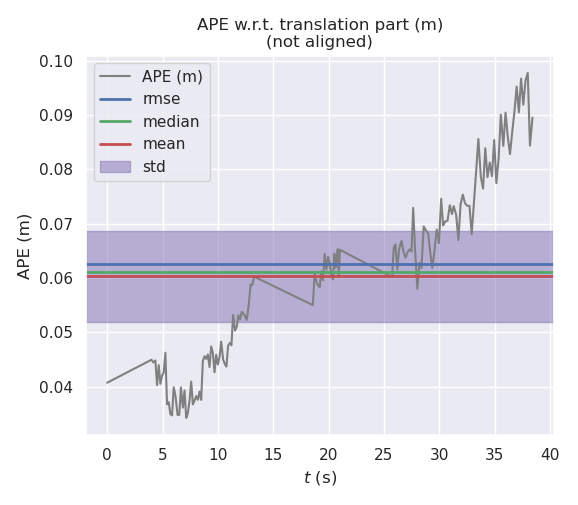 APE w.r.t. translation part (m)
(not aligned)
APE (m)
rmse
median
mean
std
APE (m)
0.10
0.09
0.08
0.07
0.06
0.05
0.04
0 5 10 15 20 25 30 35 40
t (s)